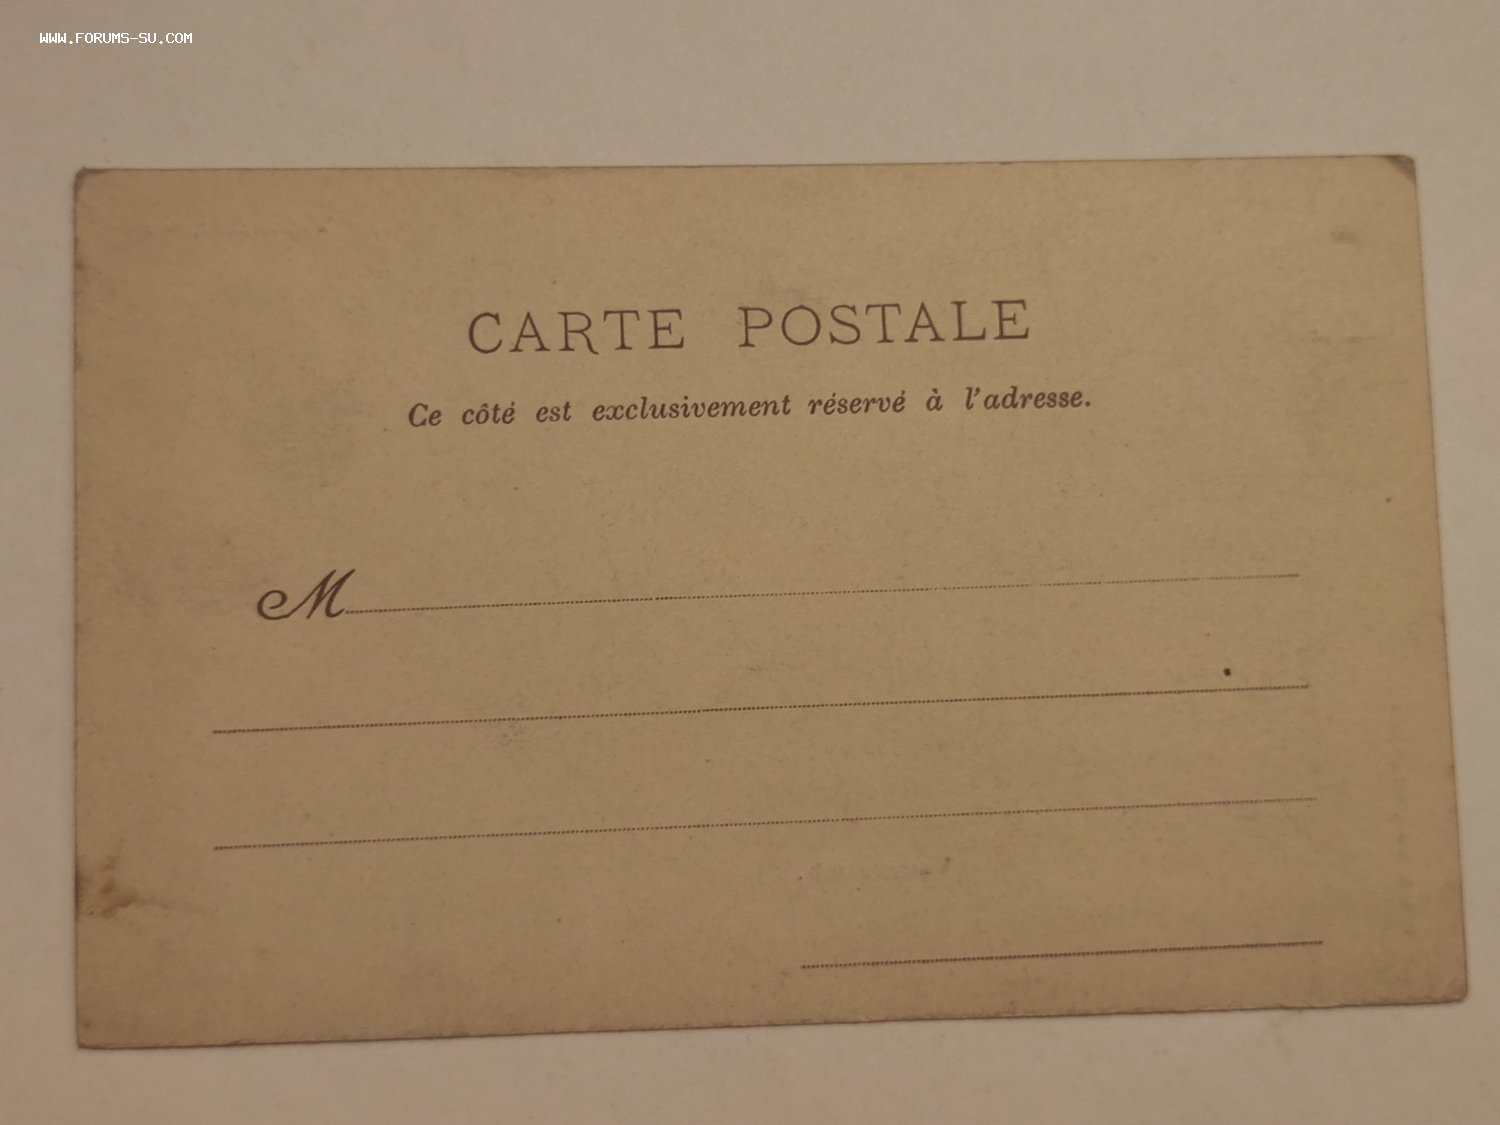 WWW.FORUMS-SU.COM
CARTE POSTALE
Ce côté est exclusivement réservé à l'adresse.
M